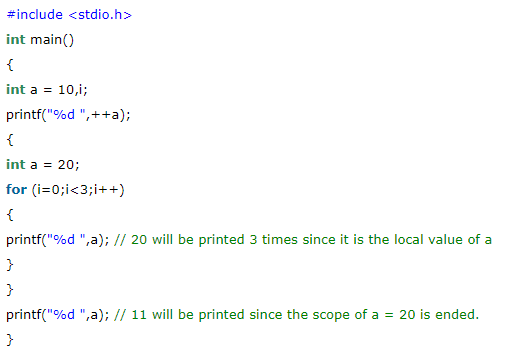 #include <stdio.h>
int main()
{
int a = 10,i;
printf("%d ",++a);
{
int a = 20;
for (i=0;i<3;i++)
{
printf("%d ",a); // 20 will be printed 3 times since it is the local value of a
}
}
printf("%d ",a); // 11 will be printed since the scope of a = 20 is ended.
}